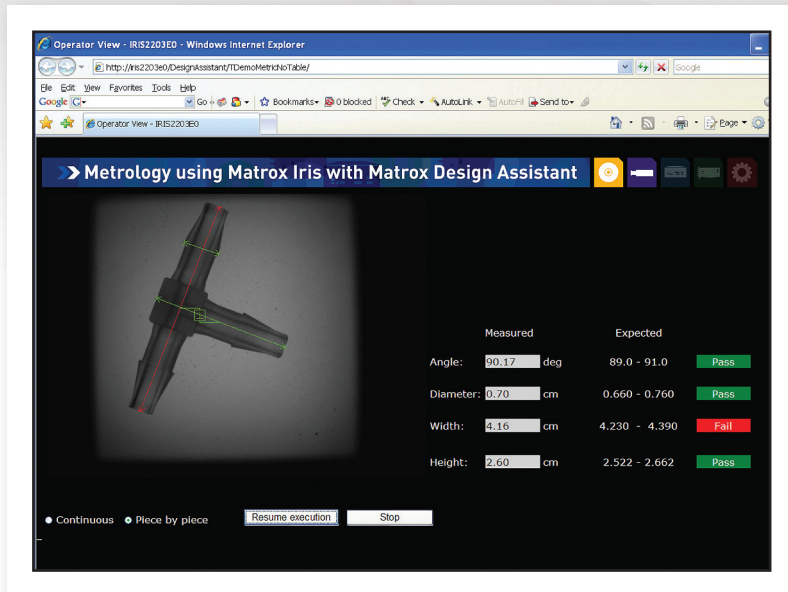 Operator View - IRIS2203E0 - Windows Internet Explorer
http://iris2203e0/DesignAssistant/TDemoMetricNoTable/
Google
File Edit View Favorites Tools Help
Google G Go Bookmarks 0 blocked Check AutoLink AutoFill Send to
Operator View - IRIS2203E0 Page
Metrology using Matrox Iris with Matrox Design Assistant
Measured Expected
Angle: 90.17 deg 89.0 - 91.0 Pass
Diameter: 0.70 cm 0.660 - 0.760 Pass
Width: 4.16 cm 4.230 - 4.390 Fail
Height: 2.60 cm 2.522 - 2.662 Pass
Continuous Piece by piece Resume execution Stop